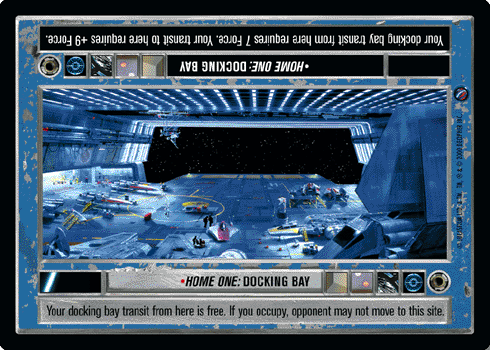 Your docking bay transit from here requires 7 Force. Your transit to here requires +9 Force.
•HOME ONE: DOCKING BAY
•HOME ONE: DOCKING BAY
Your docking bay transit from here is free. If you occupy, opponent may not move to this site.